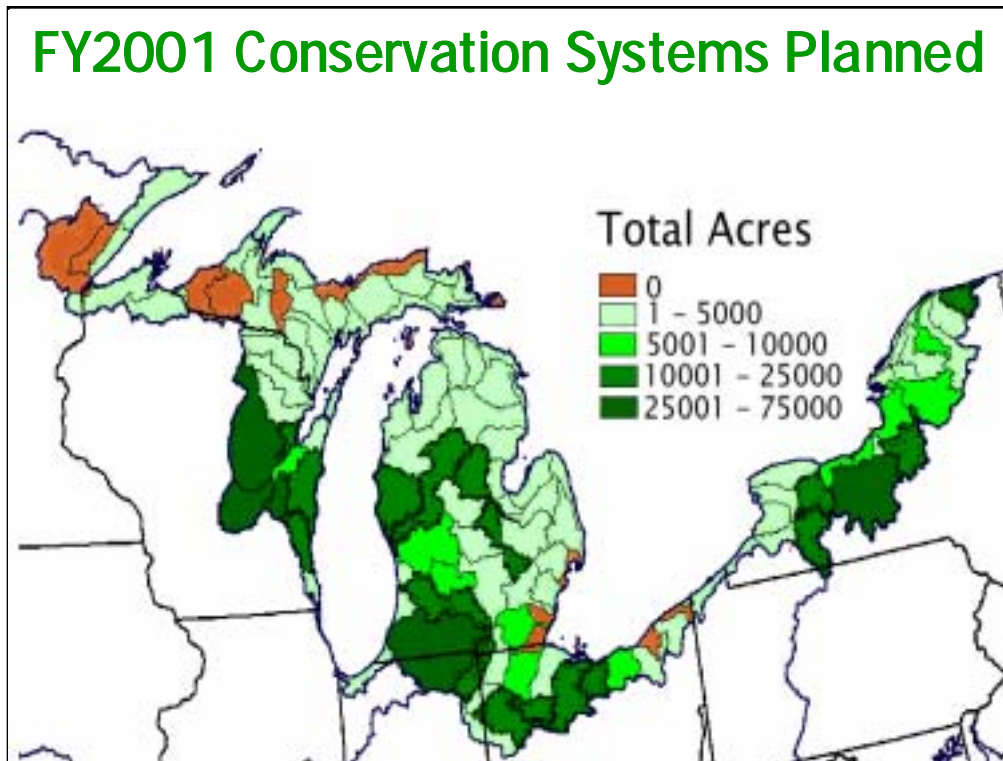 FY2001 Conservation Systems Planned
Total Acres
0
1 - 5000
5001 - 10000
10001 - 25000
25001 - 75000